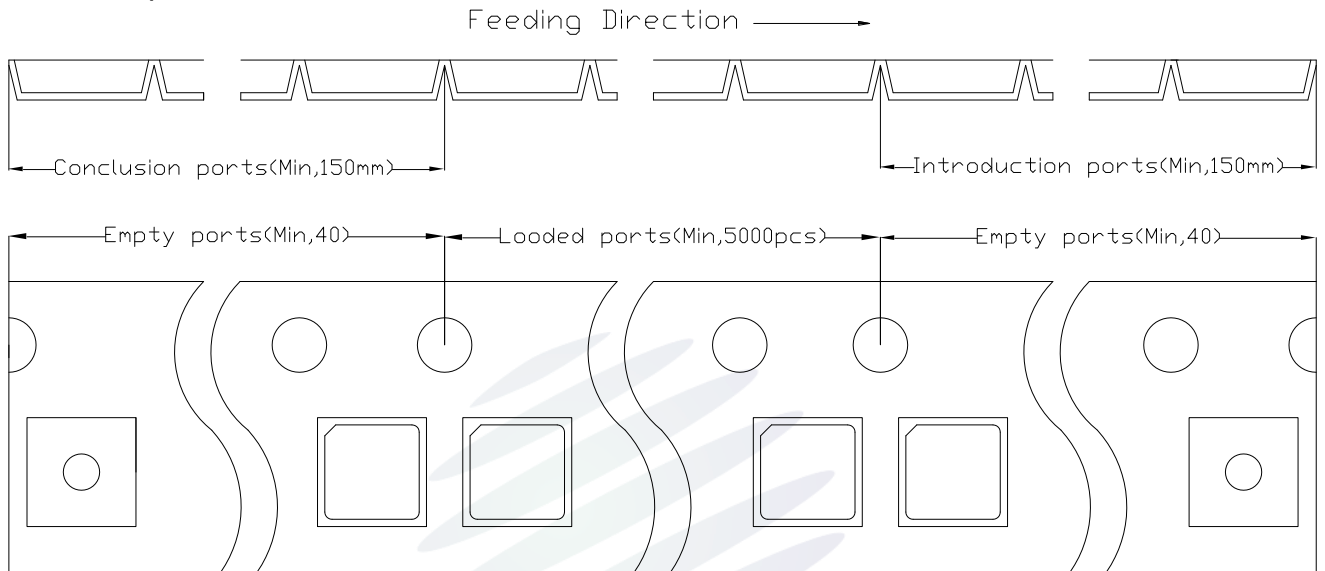 Feeding Direction
Conclusion ports(Min,150mm)
Introduction ports(Min,150mm)
Empty ports(Min,40)
Looded ports(Min,5000pcs)
Empty ports(Min,40)